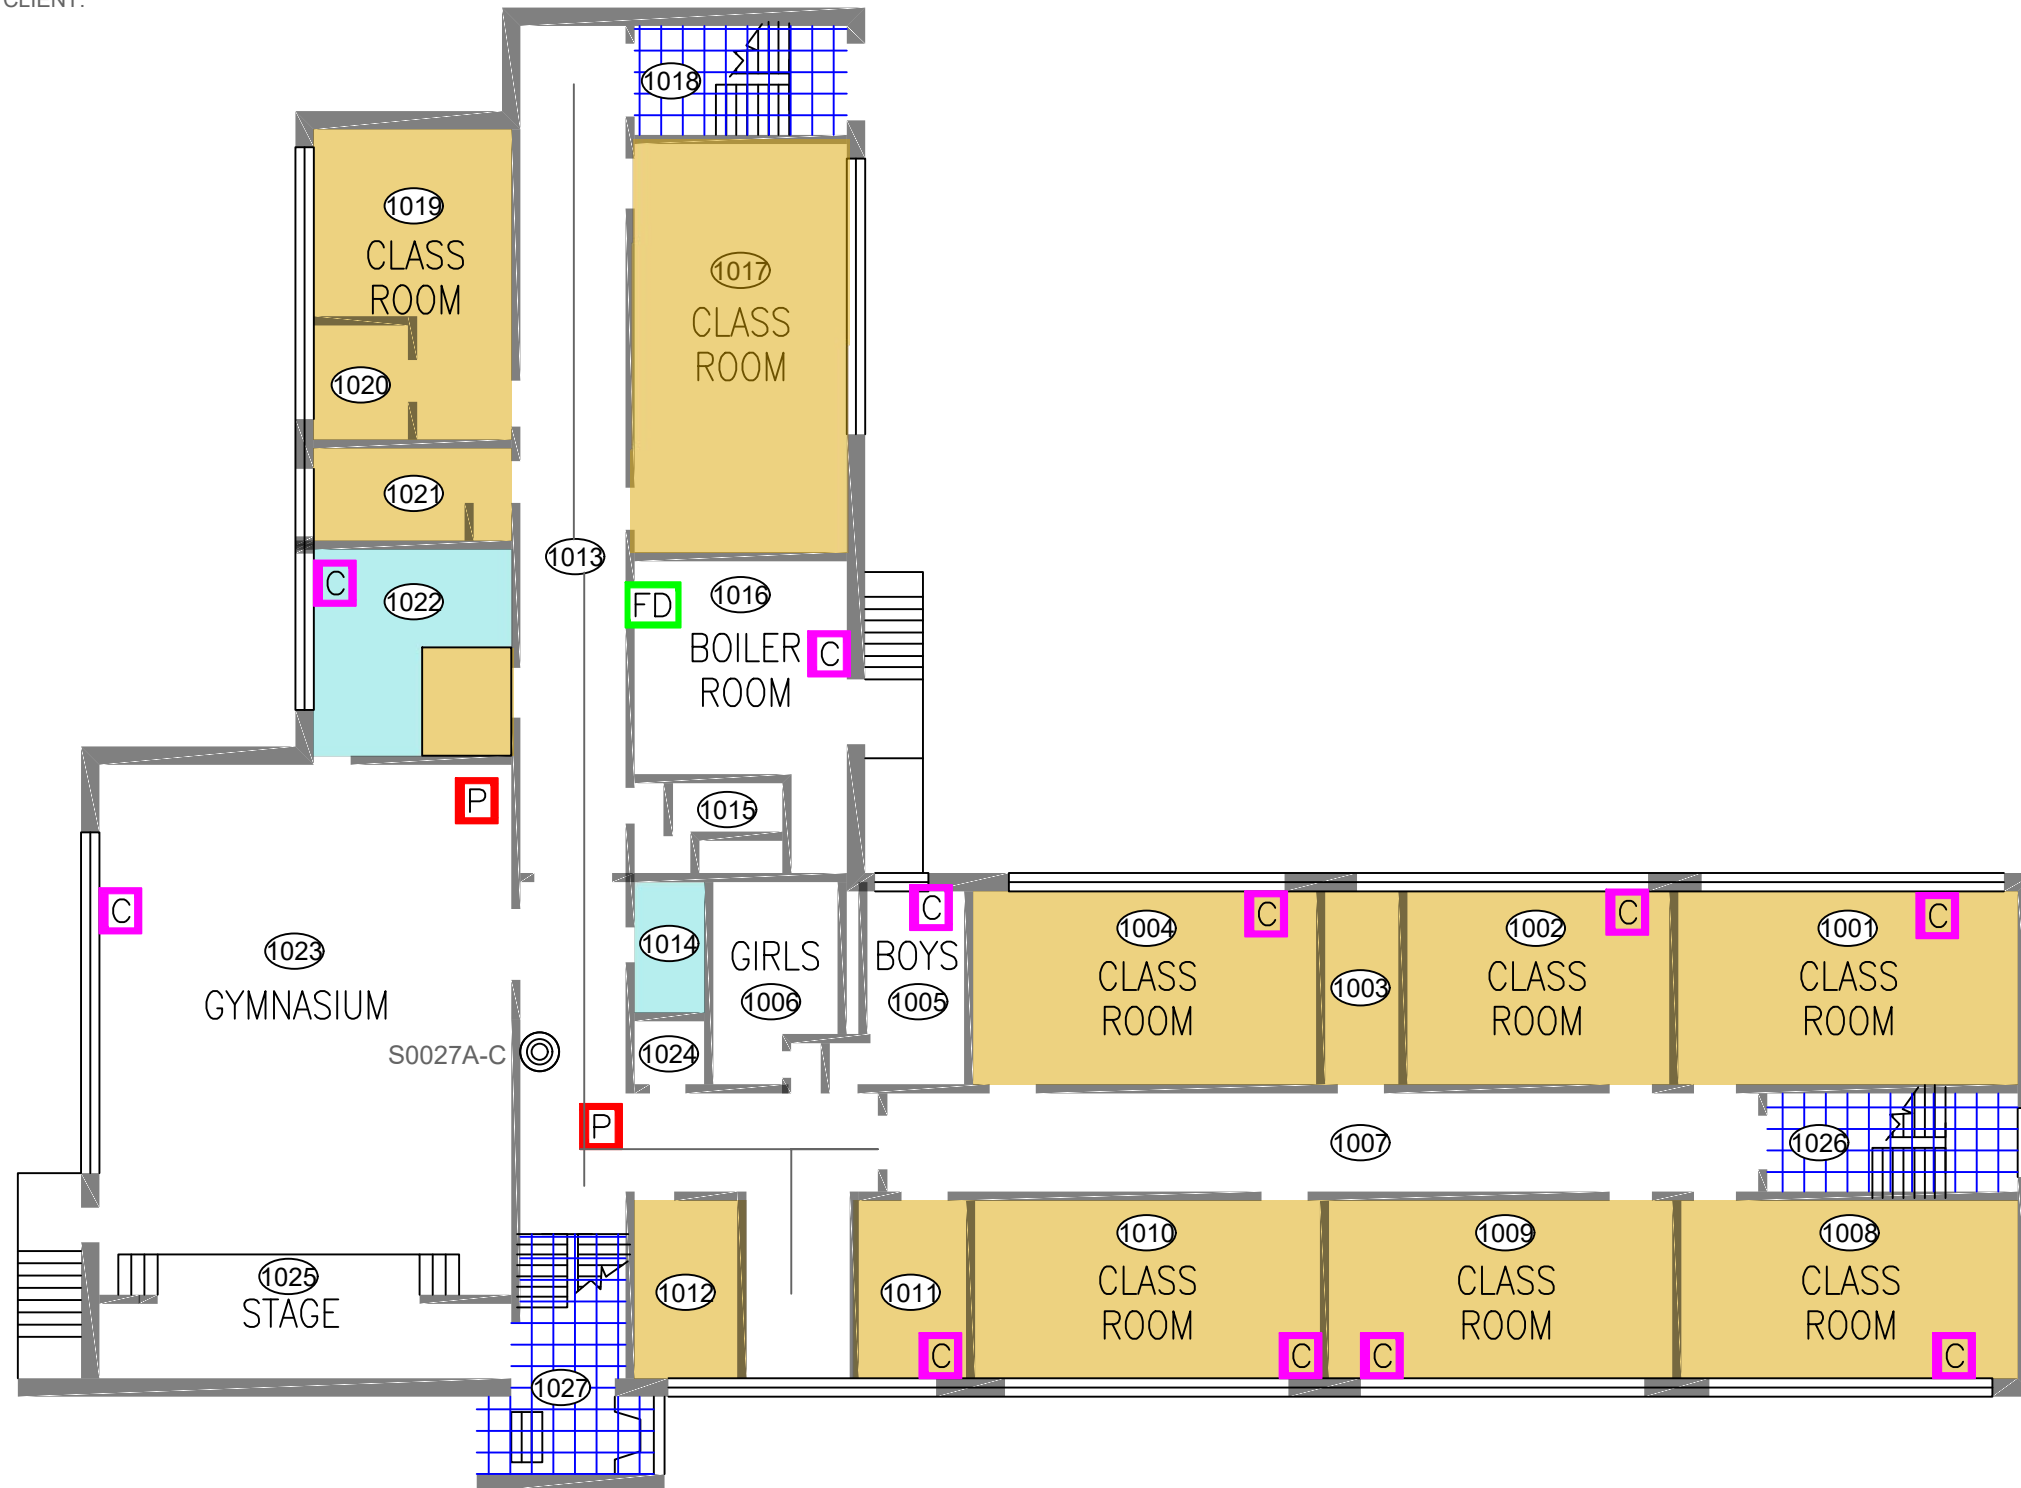 CLIENT:
1018
1019
CLASS
ROOM
1017
CLASS
ROOM
1020
1021
1013
C
1022
FD
1016
BOILER
ROOM
C
P
1015
C
1023
GYMNASIUM
1014
GIRLS
1006
C
BOYS
1005
1004
CLASS
ROOM
C
1003
1002
CLASS
ROOM
C
1001
CLASS
ROOM
C
S0027A-C
1024
P
1007
1026
1025
STAGE
1012
1011
C
1010
CLASS
ROOM
C
1009
CLASS
ROOM
C
1008
CLASS
ROOM
C
1027